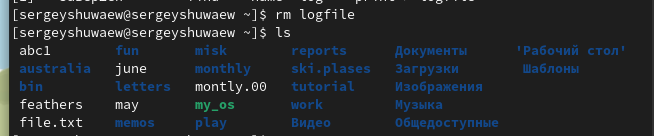 [sergeyshuwaew@sergeyshuwaew ~]$ rm logfile
[sergeyshuwaew@sergeyshuwaew ~]$ ls
abc1 fun misk reports Документы 'Рабочий стол'
australia june monthly ski.plases Загрузки Шаблоны
bin letters montly.00 tutorial Изображения
feathers may my_os work Музыка
file.txt memos play Видео Общедоступные